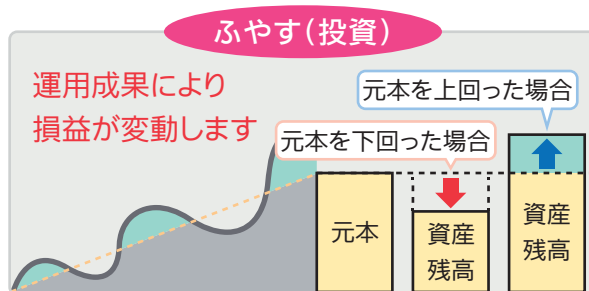 ふやす(投資)
運用成果により
損益が変動します
元本を上回った場合
元本を下回った場合
元本
資産
残高
資産
残高